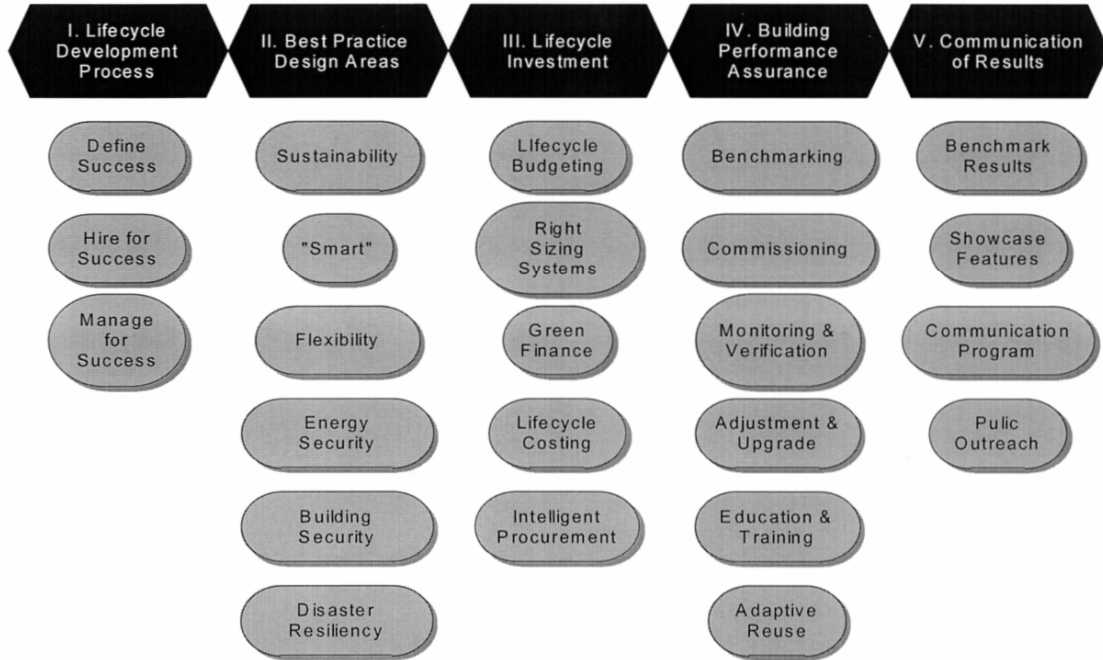 I. Lifecycle
Development
Process
II. Best Practice
Design Areas
III. Lifecycle
Investment
IV. Building
Performance
Assurance
V. Communication
of Results
Define
Success
Hire for
Success
Manage
for
Success
Sustainability
"Smart"
Flexibility
Energy
Security
Building
Security
Disaster
Resiliency
LIfecycle
Budgeting
Right
Sizing
Systems
Green
Finance
Lifecycle
Costing
Intelligent
Procurement
Benchmarking
Commissioning
Monitoring &
Verification
Adjustment &
Upgrade
Education &
Training
Adaptive
Reuse
Benchmark
Results
Showcase
Features
Communication
Program
Pulic
Outreach